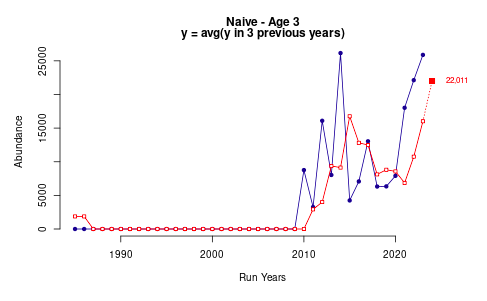 Naive - Age 3
y = avg(y in 3 previous years)
Abundance
25000
15000
5000
0
22,011
1990
2000
2010
2020
Run Years